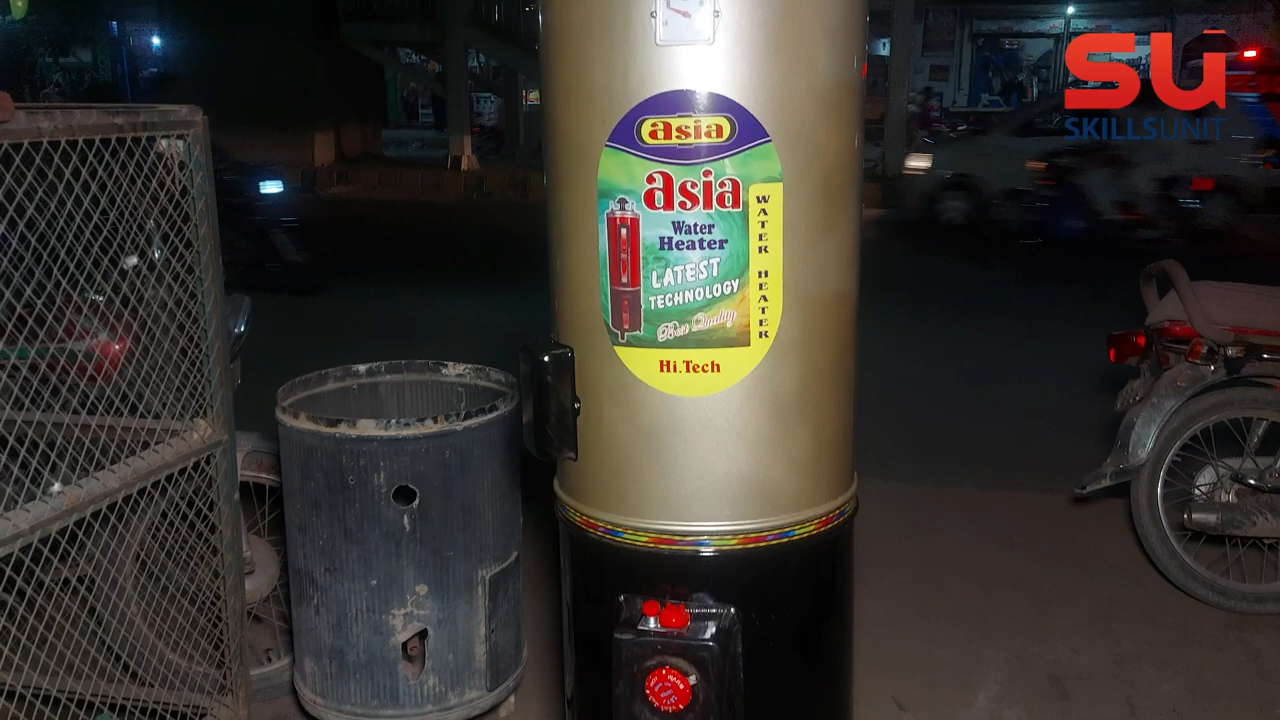 SU
SKILLSUNIT
asia
asia
Water
Heater
LATEST
TECHNOLOGY
Best Quality
WATER HEATER
Hi.Tech